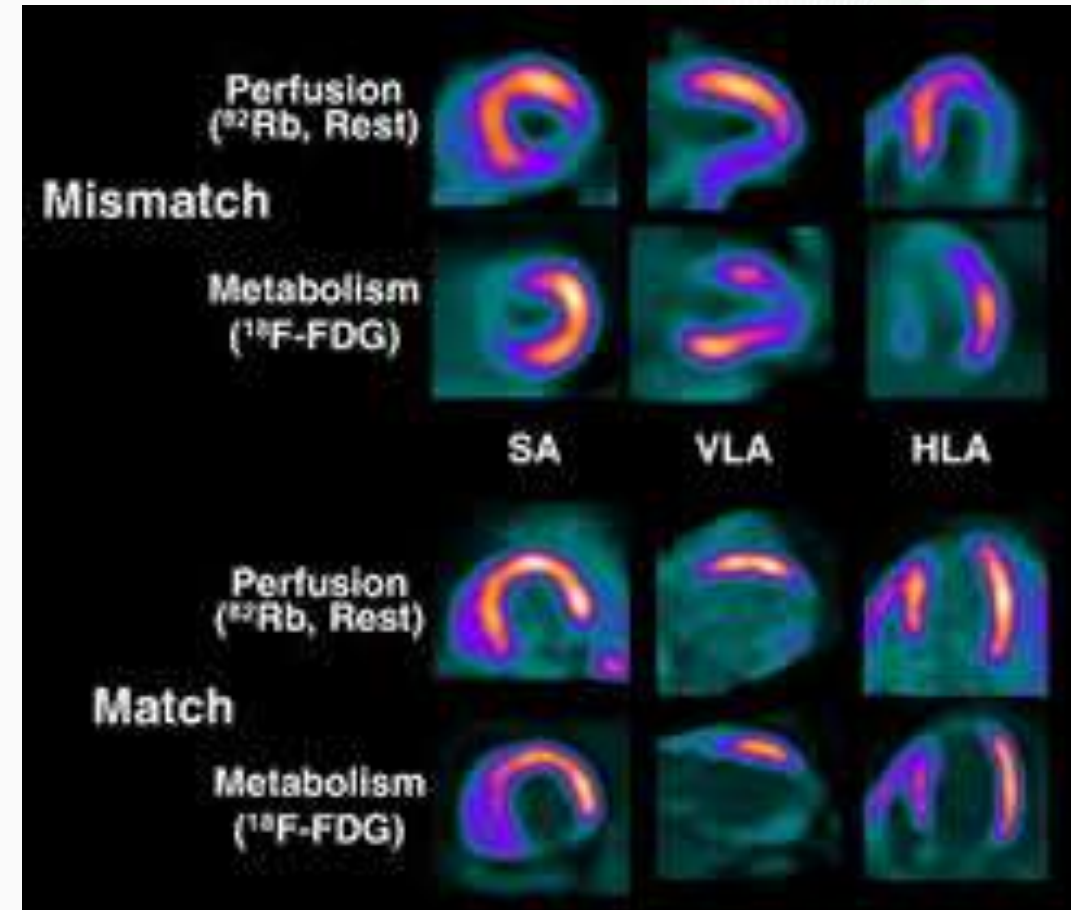 Perfusion
(⁸²Rb, Rest)
Mismatch
Metabolism
(¹⁸F-FDG)
SA VLA HLA
Perfusion
(⁸²Rb, Rest)
Match
Metabolism
(¹⁸F-FDG)